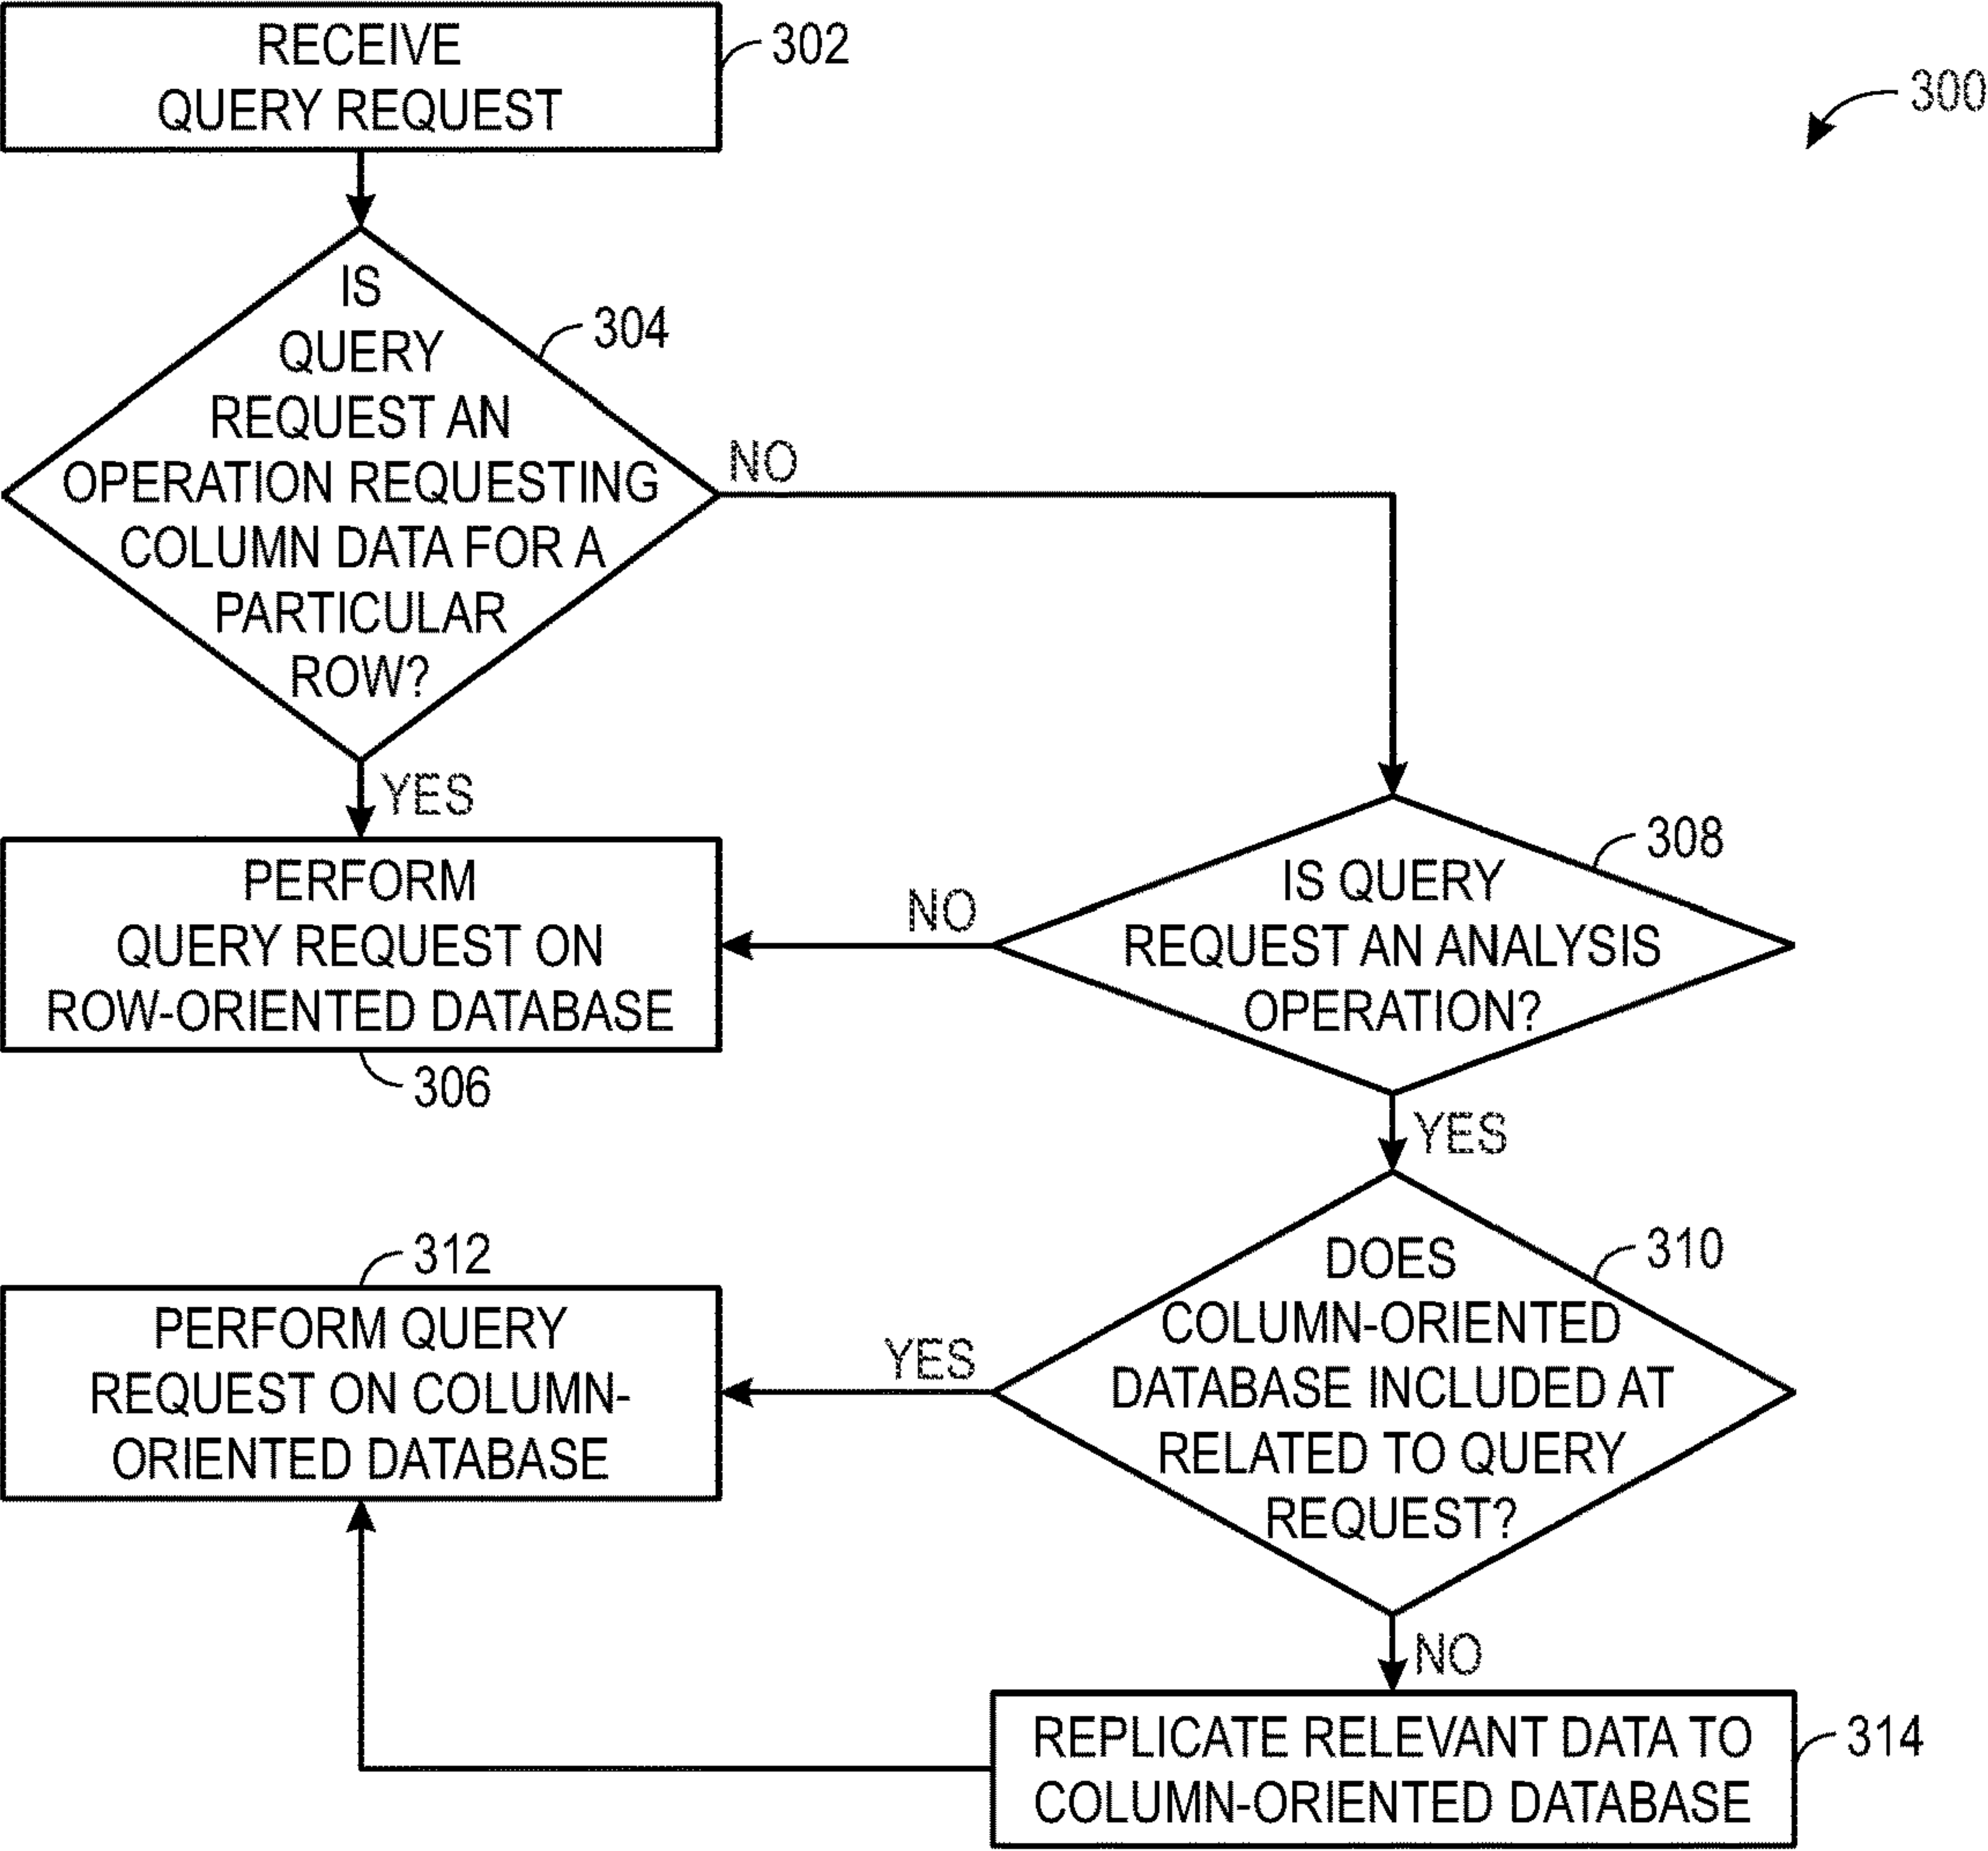 RECEIVE
QUERY REQUEST
302
300
IS
QUERY
REQUEST AN
OPERATION REQUESTING
COLUMN DATA FOR A
PARTICULAR
ROW?
304
NO
YES
PERFORM
QUERY REQUEST ON
ROW-ORIENTED DATABASE
306
NO
308
IS QUERY
REQUEST AN ANALYSIS
OPERATION?
YES
310
DOES
COLUMN-ORIENTED
DATABASE INCLUDED AT
RELATED TO QUERY
REQUEST?
YES
312
PERFORM QUERY
REQUEST ON COLUMN-
ORIENTED DATABASE
NO
REPLICATE RELEVANT DATA TO
COLUMN-ORIENTED DATABASE
314